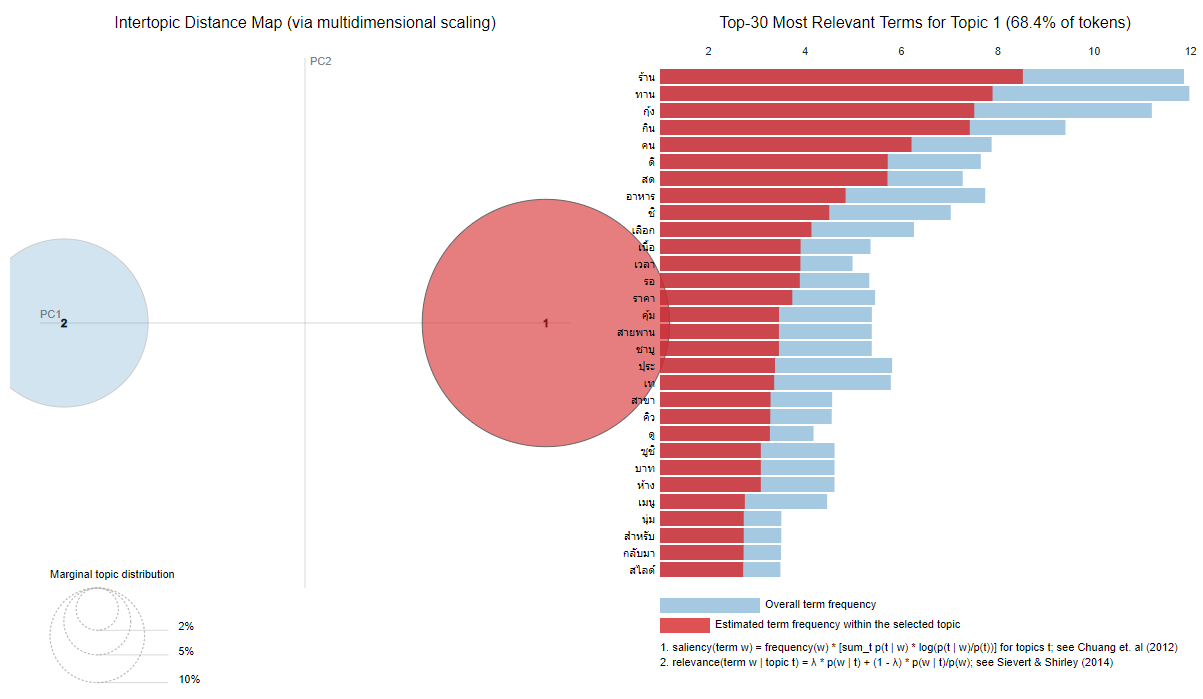 Intertopic Distance Map (via multidimensional scaling)
PC2
PC1
2
1
Marginal topic distribution
2%
5%
10%
Top-30 Most Relevant Terms for Topic 1 (68.4% of tokens)
2 4 6 8 10 12
ร้าน
ทาน
กุ้ง
กิน
คน
ดี
สด
อาหาร
ชิ
เลือก
เนื้อ
เวลา
รอ
ราคา
คุ้ม
สายพาน
ชาบู
ประ
เท
สาขา
คิว
ดู
ซูชิ
บาท
ห้าง
เมนู
นุ่ม
สำหรับ
กลับมา
สไลด์
Overall term frequency
Estimated term frequency within the selected topic
1. saliency(term w) = frequency(w) * [sum_t p(t | w) * log(p(t | w)/p(t))] for topics t; see Chuang et. al (2012)
2. relevance(term w | topic t) = λ * p(w | t) + (1 - λ) * p(w | t)/p(w); see Sievert & Shirley (2014)